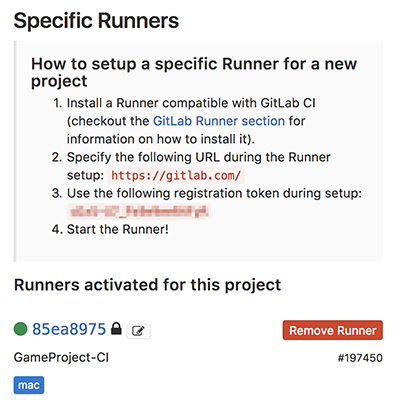 Specific Runners
How to setup a specific Runner for a new
project
1. Install a Runner compatible with GitLab CI
(checkout the GitLab Runner section for
information on how to install it).
2. Specify the following URL during the Runner
setup: https://gitlab.com/
3. Use the following registration token during setup:
4. Start the Runner!
Runners activated for this project
85ea8975
Remove Runner
GameProject-CI
#197450
mac